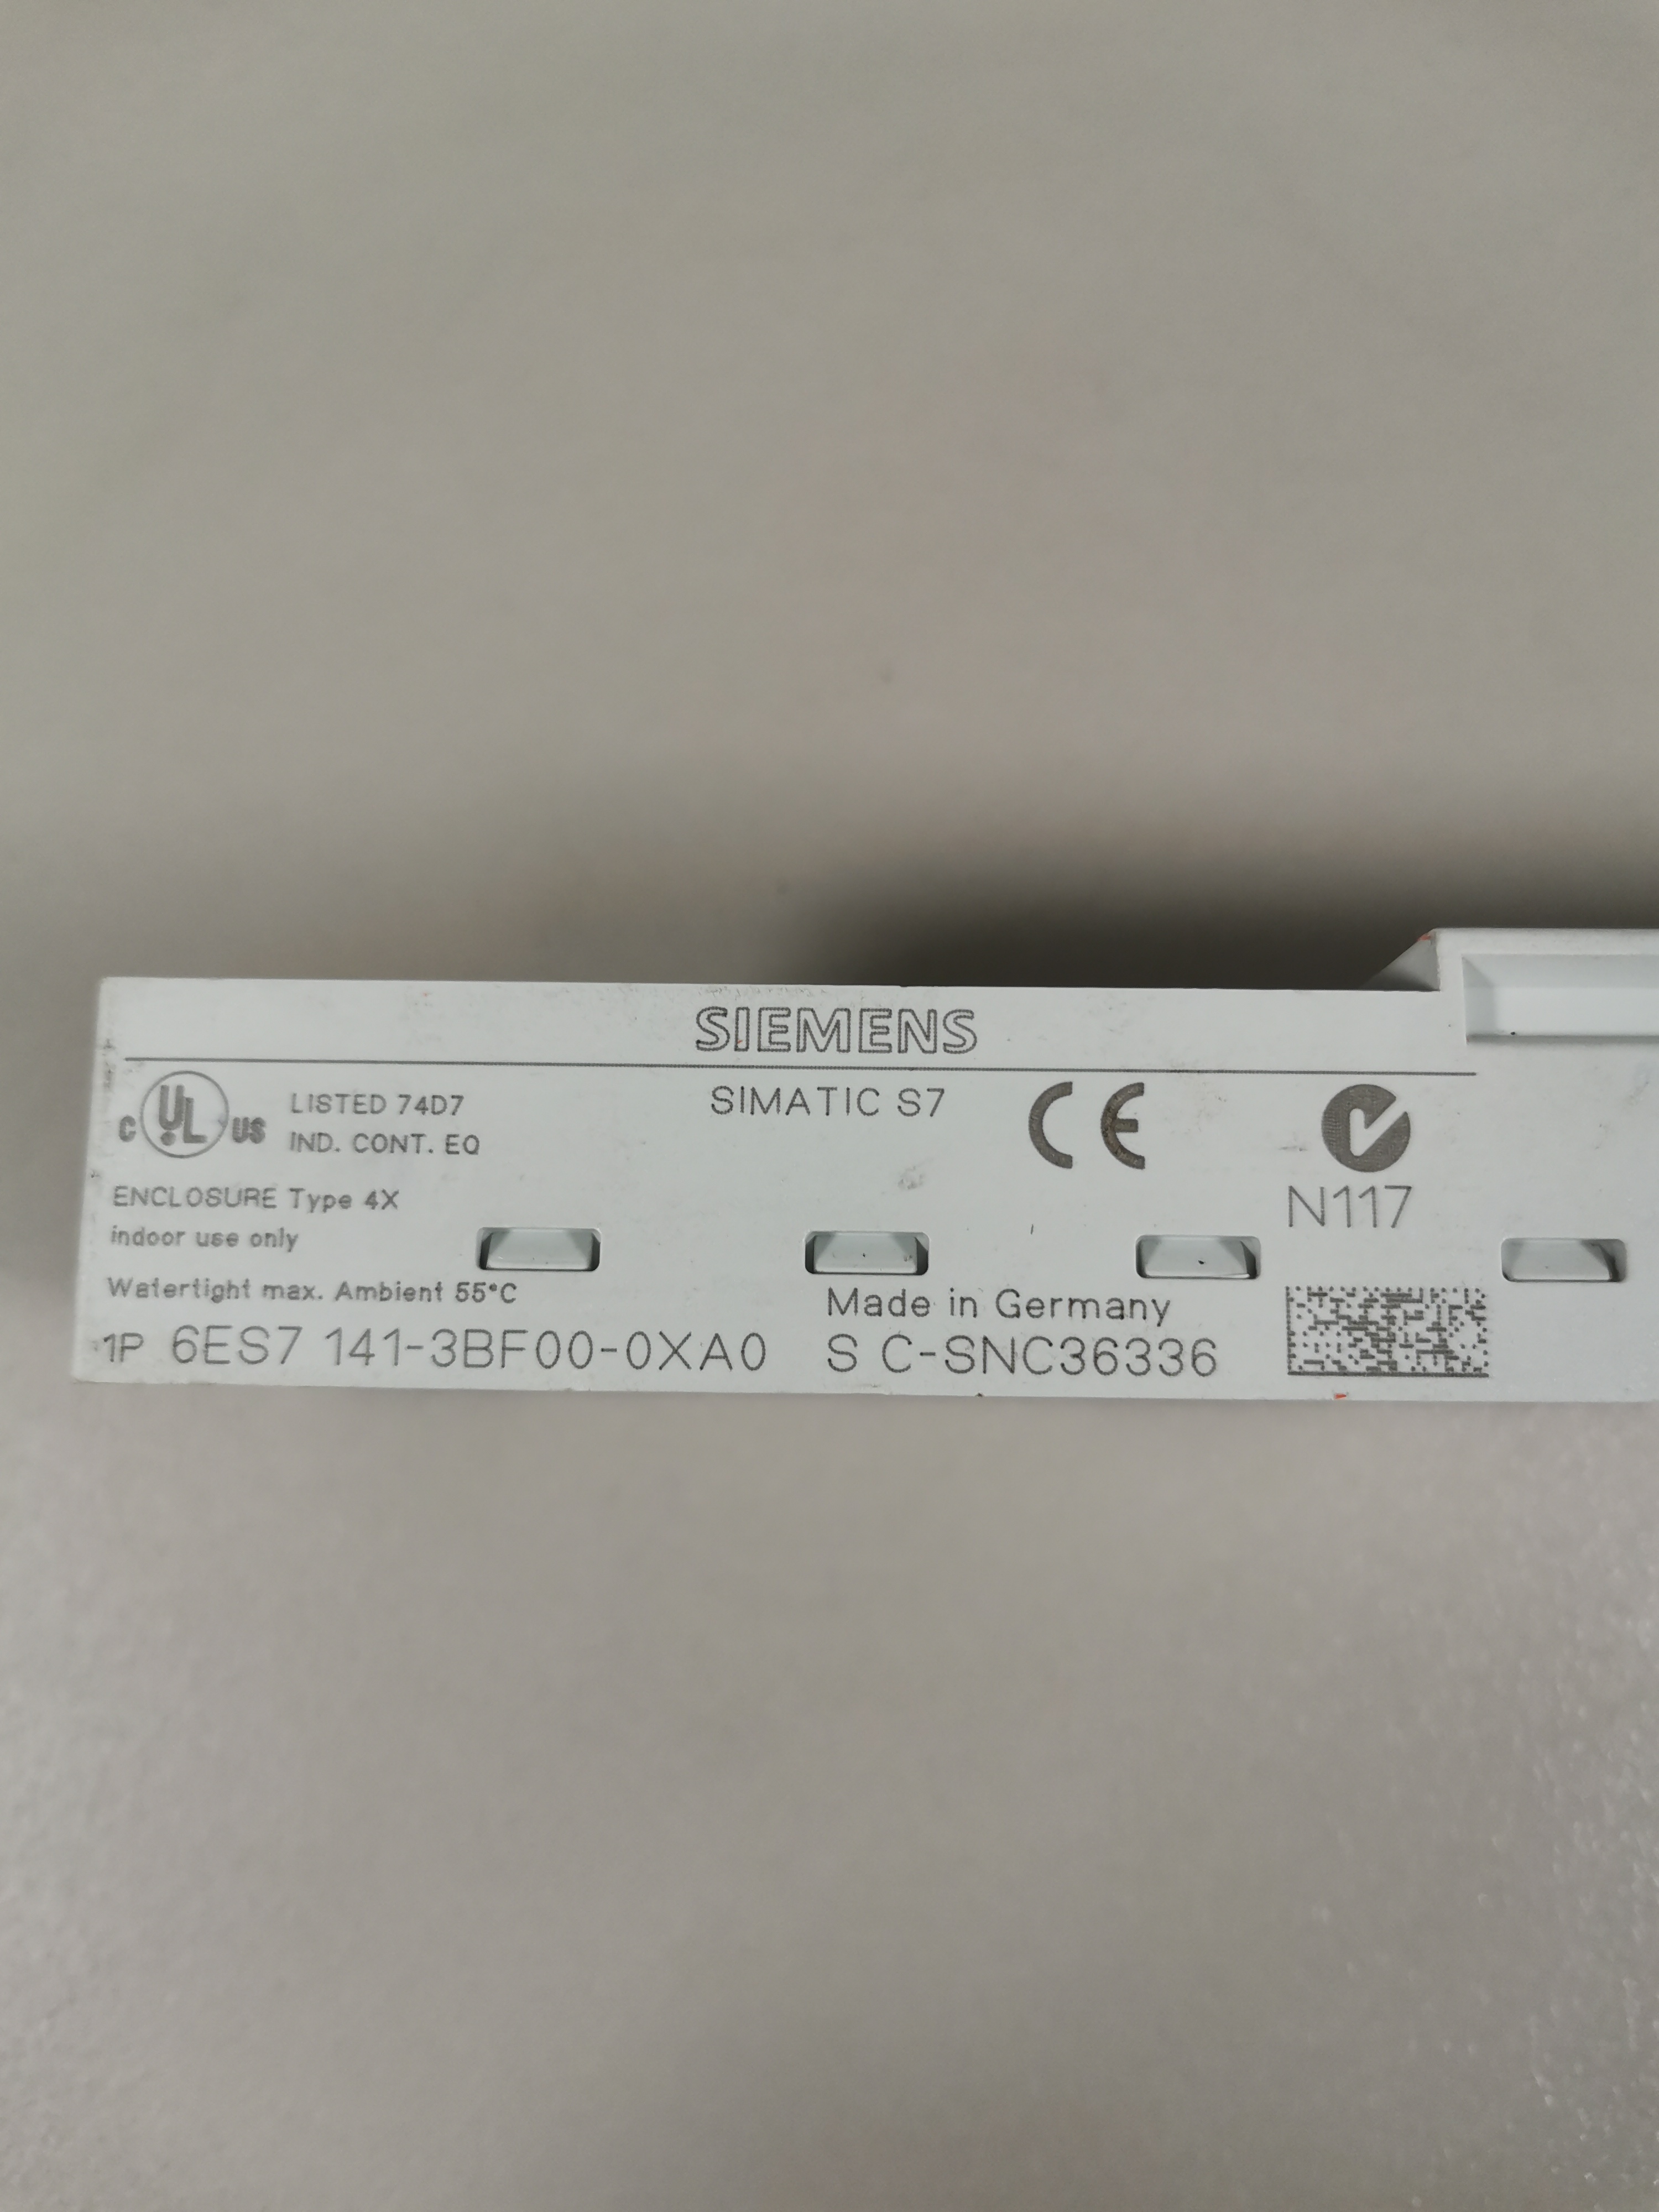 SIEMENS
c UL us LISTED 74D7
IND. CONT. EQ
SIMATIC S7
CE
N117
ENCLOSURE Type 4X
indoor use only
Watertight max. Ambient 55°C
Made in Germany
1P 6ES7 141-3BF00-0XA0 S C-SNC36336